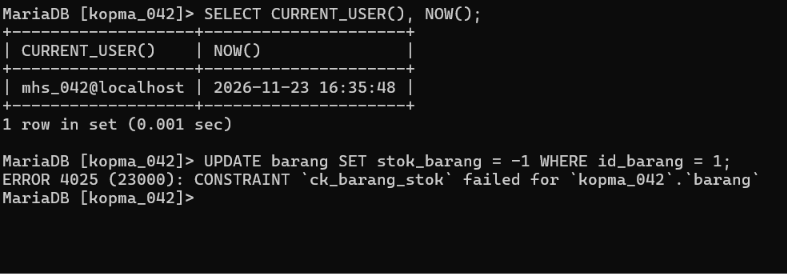 MariaDB [kopma_042]> SELECT CURRENT_USER(), NOW();
+-------------------+---------------------+
| CURRENT_USER()    | NOW()               |
+-------------------+---------------------+
| mhs_042@localhost | 2026-11-23 16:35:48 |
+-------------------+---------------------+
1 row in set (0.001 sec)

MariaDB [kopma_042]> UPDATE barang SET stok_barang = -1 WHERE id_barang = 1;
ERROR 4025 (23000): CONSTRAINT `ck_barang_stok` failed for `kopma_042`.`barang`
MariaDB [kopma_042]>